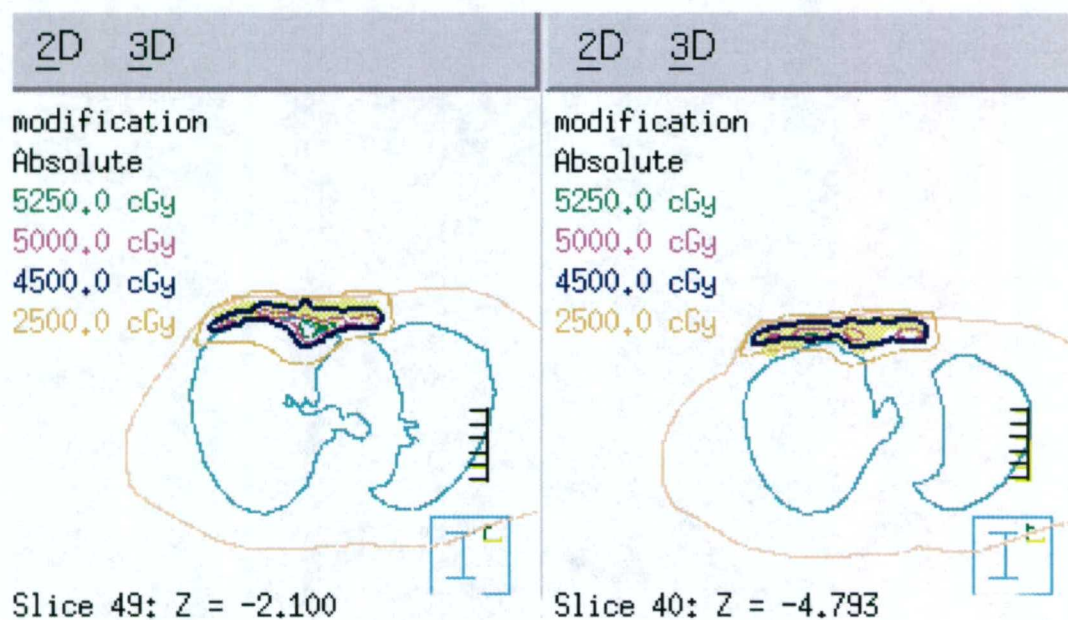 2D 3D
modification
Absolute
5250.0 cGy
5000.0 cGy
4500.0 cGy
2500.0 cGy
Slice 49: Z = -2.100
2D 3D
modification
Absolute
5250.0 cGy
5000.0 cGy
4500.0 cGy
2500.0 cGy
Slice 40: Z = -4.793